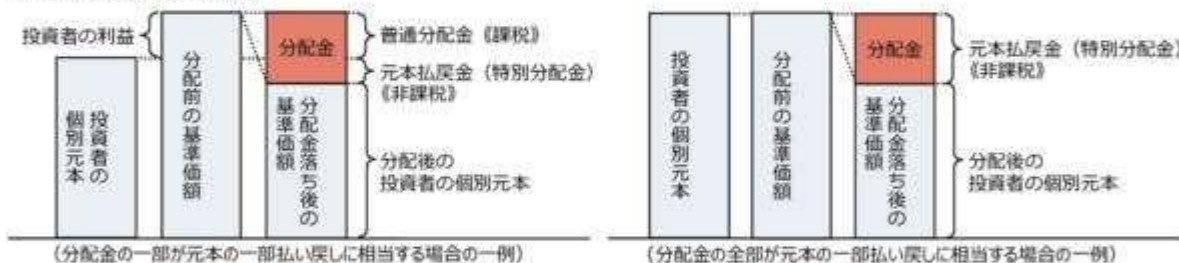 投資者の利益
投資者の
個別元本
分配前の基準価額
分配金
分配金落ち後の
基準価額
普通分配金《課税》
元本払戻金（特別分配金）
《非課税》
分配後の
投資者の個別元本
（分配金の一部が元本の一部払い戻しに相当する場合の一例）
投資者の個別元本
分配前の基準価額
分配金
分配金落ち後の
基準価額
元本払戻金（特別分配金）
《非課税》
分配後の
投資者の個別元本
（分配金の全部が元本の一部払い戻しに相当する場合の一例）